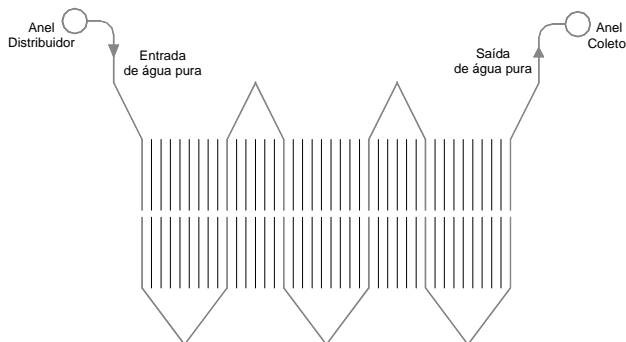 Anel
Distribuidor
Entrada
de água pura
Saída
de água pura
Anel
Coleto